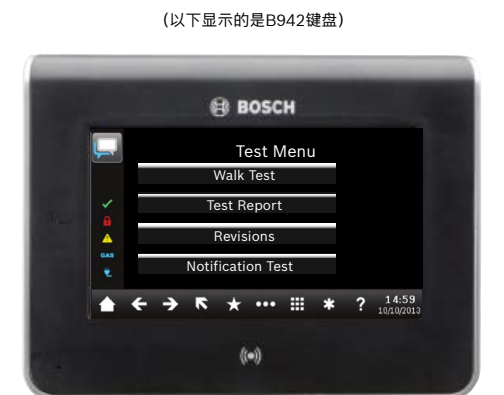 (以下显示的是B942键盘)
BOSCH
Test Menu
Walk Test
Test Report
Revisions
GAS
Notification Test
? 14:59
10/10/2013